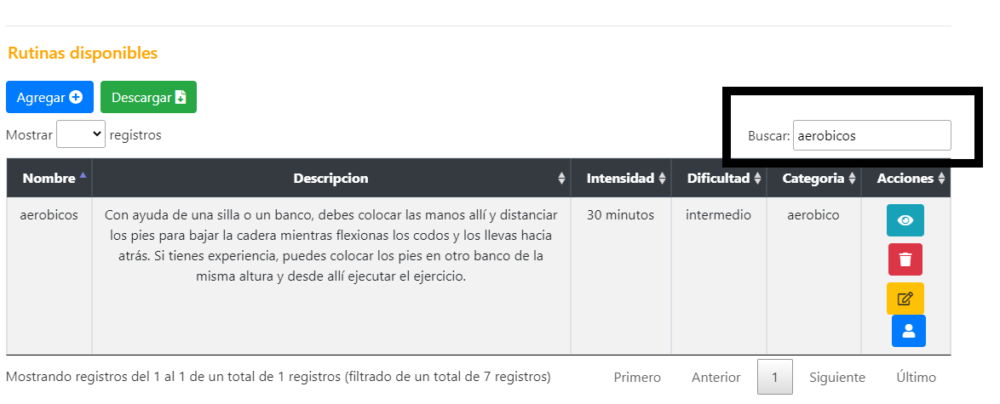 Rutinas disponibles
Agregar Descargar
Mostrar registros Buscar: aerobicos
Nombre Descripcion Intensidad Dificultad Categoria Acciones
aerobicos Con ayuda de una silla o un banco, debes colocar las manos allí y distanciar 30 minutos intermedio aerobico
los pies para bajar la cadera mientras flexionas los codos y los llevas hacia
atrás. Si tienes experiencia, puedes colocar los pies en otro banco de la
misma altura y desde allí ejecutar el ejercicio.
Mostrando registros del 1 al 1 de un total de 1 registros (filtrado de un total de 7 registros) Primero Anterior 1 Siguiente Último